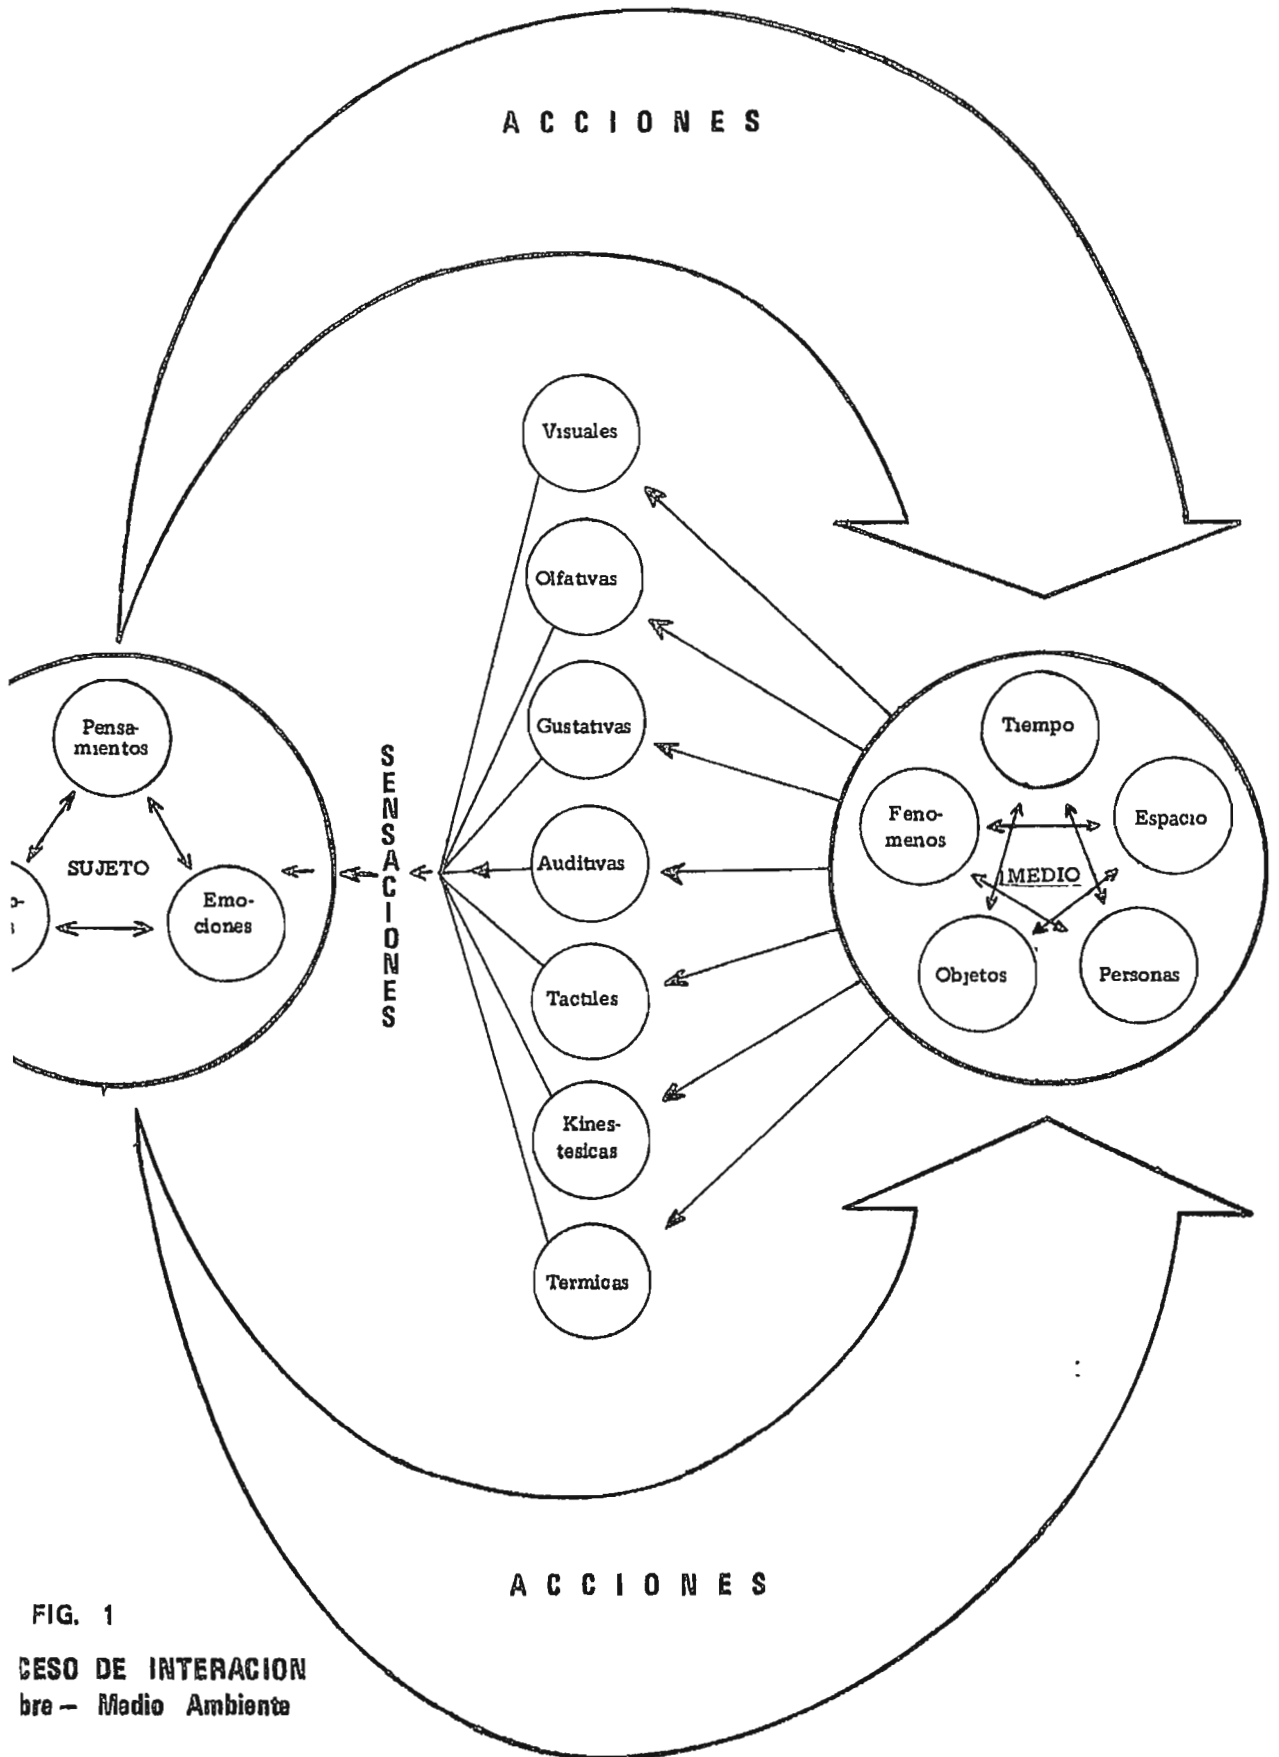 A C C I O N E S
Visuales
Olfativas
Gustativas
Auditivas
Tactiles
Kines-
tesicas
Termicas
SENSACIONES
Pensa-
mientos
SUJETO
Emo-
ciones
Tiempo
Feno-
menos
Espacio
MEDIO
Objetos
Personas
A C C I O N E S
FIG. 1
CESO DE INTERACION
bre – Medio Ambiente